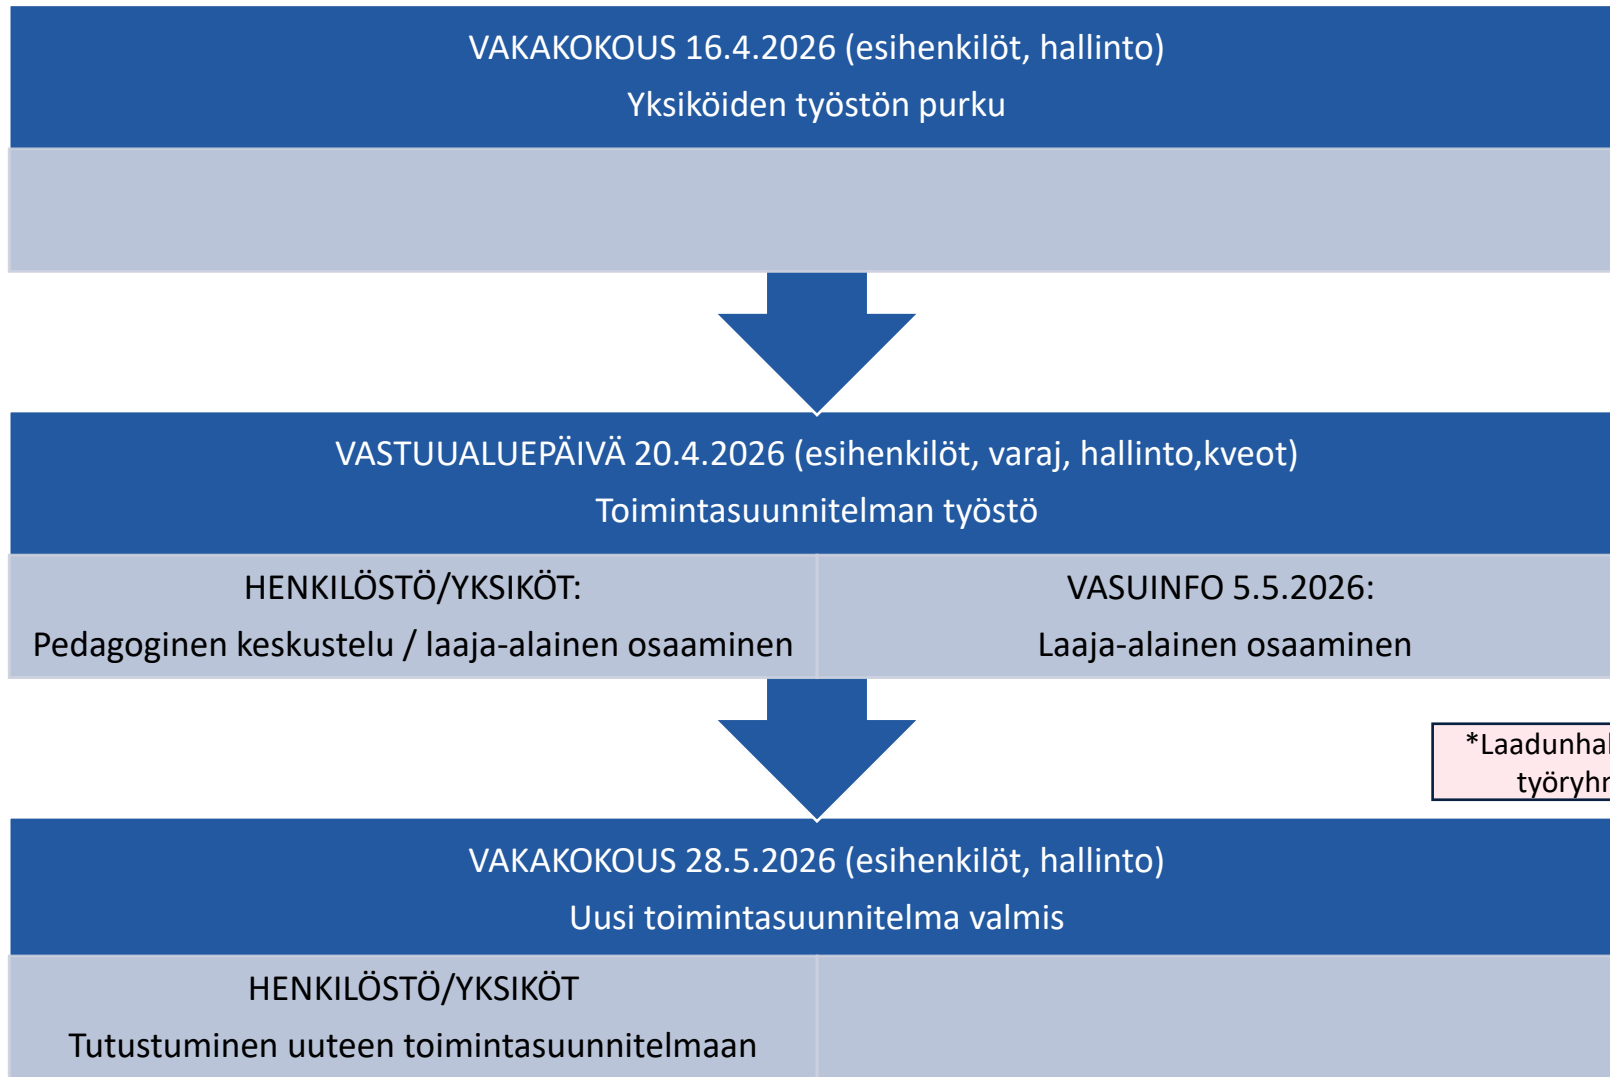 VAKAKOKOUS 16.4.2026 (esihenkilöt, hallinto)
Yksiköiden työstön purku
VASTUUALUEPÄIVÄ 20.4.2026 (esihenkilöt, varaj, hallinto,kveot)
Toimintasuunnitelman työstö
HENKILÖSTÖ/YKSIKÖT:
Pedagoginen keskustelu / laaja-alainen osaaminen
VASUINFO 5.5.2026:
Laaja-alainen osaaminen
VAKAKOKOUS 28.5.2026 (esihenkilöt, hallinto)
Uusi toimintasuunnitelma valmis
HENKILÖSTÖ/YKSIKÖT
Tutustuminen uuteen toimintasuunnitelmaan